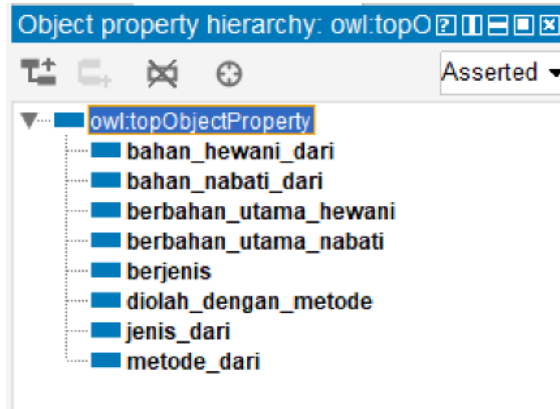 Object property hierarchy: owl:topO
Asserted
owl:topObjectProperty
bahan_hewani_dari
bahan_nabati_dari
berbahan_utama_hewani
berbahan_utama_nabati
berjenis
diolah_dengan_metode
jenis_dari
metode_dari